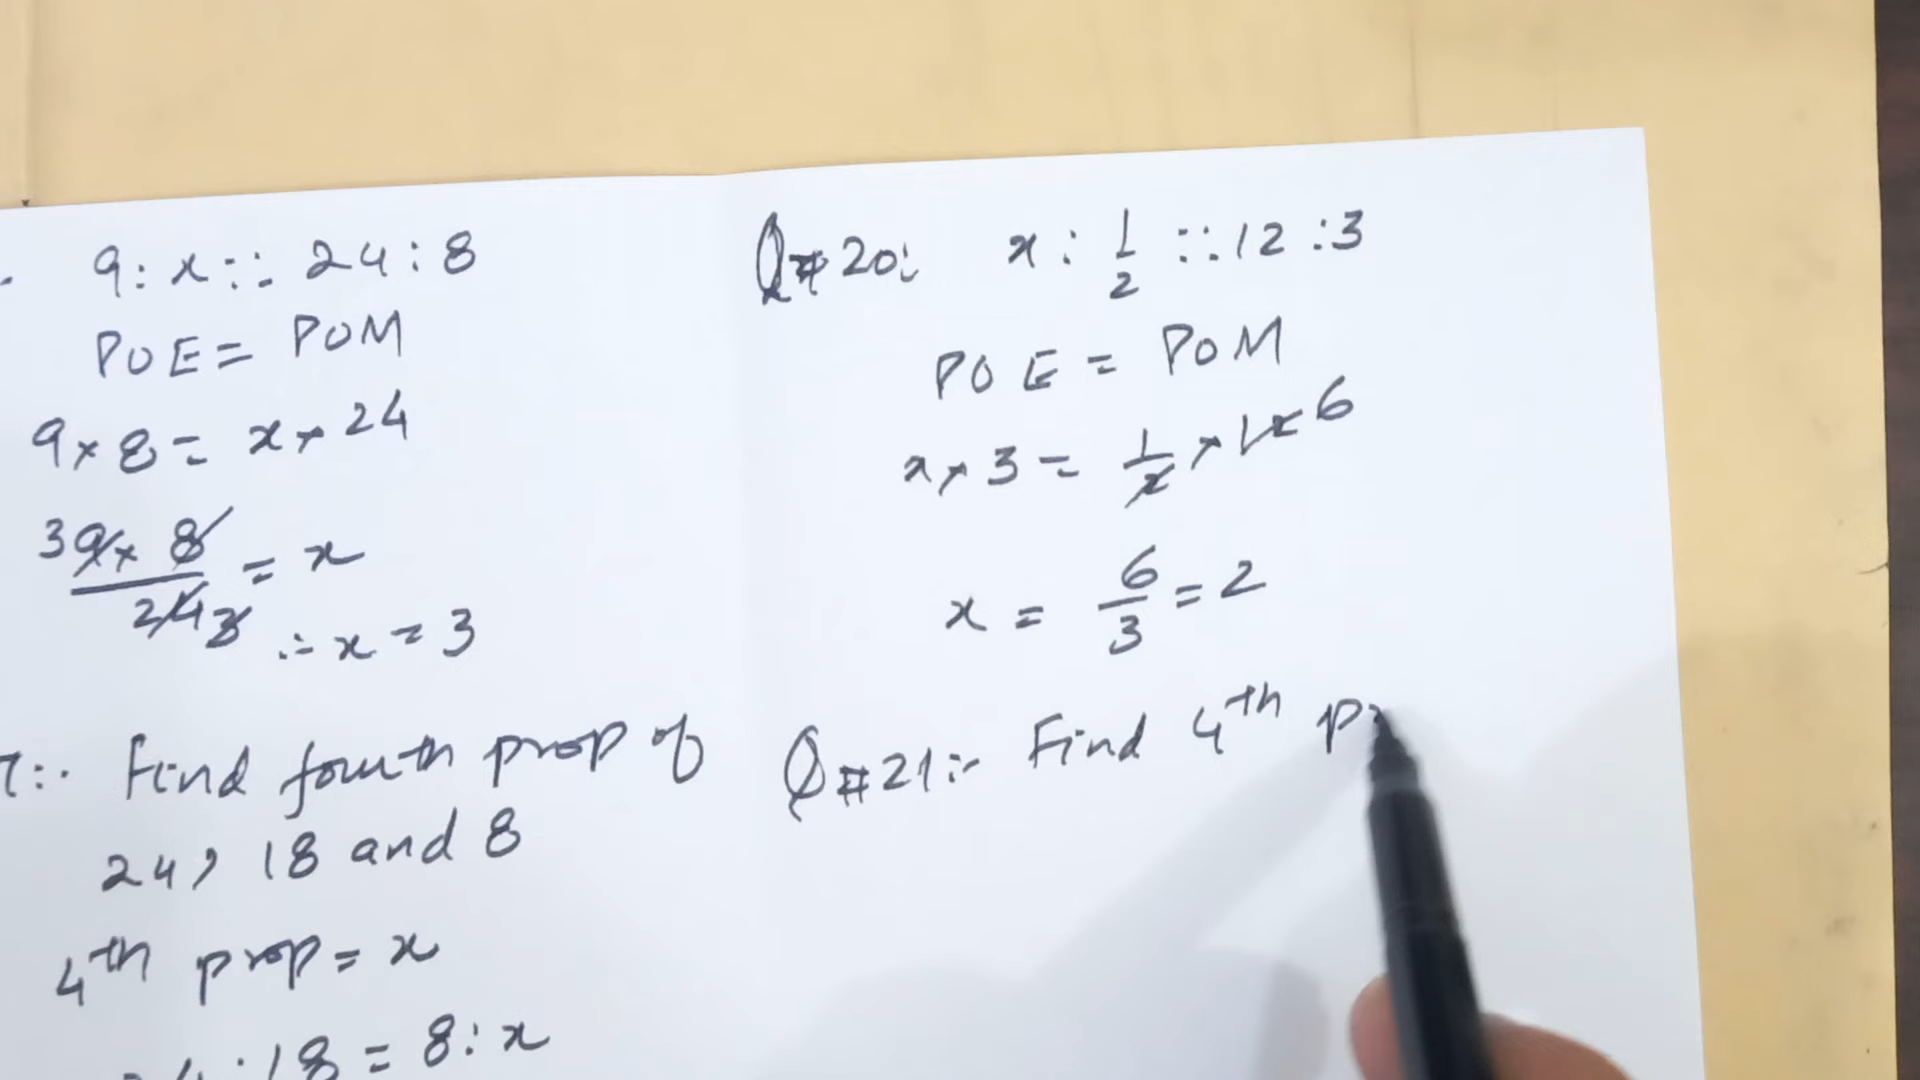 9 : x :: 24 : 8
POE = POM
9 × 8 = x × 24
3 9 × 8 / 24 3 = x
∴ x = 3
7:- Find fourth prop of
24, 18 and 8
4th prop = x
24 : 18 = 8 : x
Q#20: x : 1/2 :: 12 : 3
POE = POM
x × 3 = 1/2 × 12 6
x = 6/3 = 2
Q#21:- Find 4th p